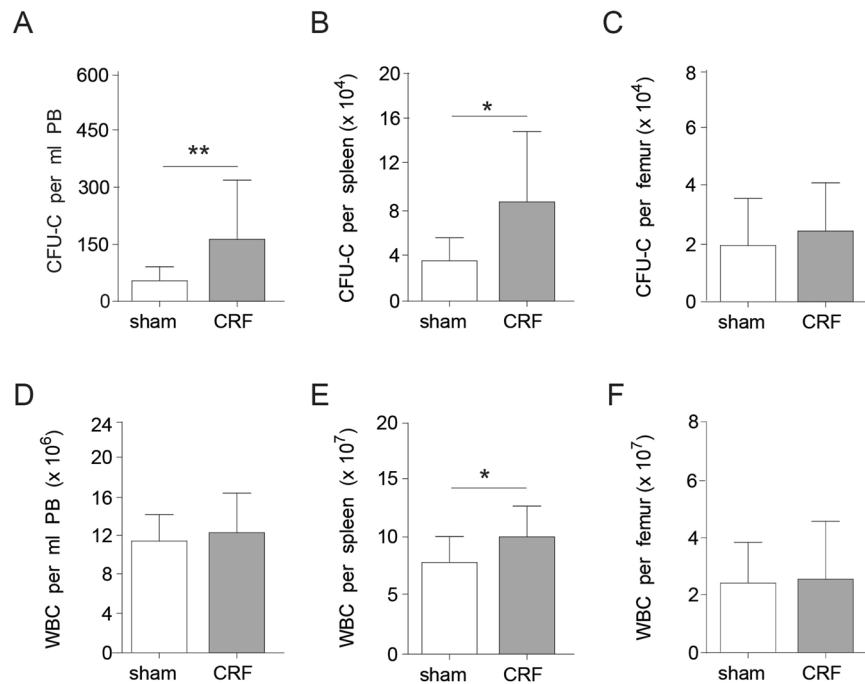 A
CFU-C per ml PB
600
450
300
150
0
**
sham CRF
B
CFU-C per spleen (x 10⁴)
20
16
12
8
4
0
*
sham CRF
C
CFU-C per femur (x 10⁴)
8
6
4
2
0
sham CRF
D
WBC per ml PB (x 10⁶)
24
20
16
12
8
4
0
sham CRF
E
WBC per spleen (x 10⁷)
20
15
10
5
0
*
sham CRF
F
WBC per femur (x 10⁷)
8
6
4
2
0
sham CRF